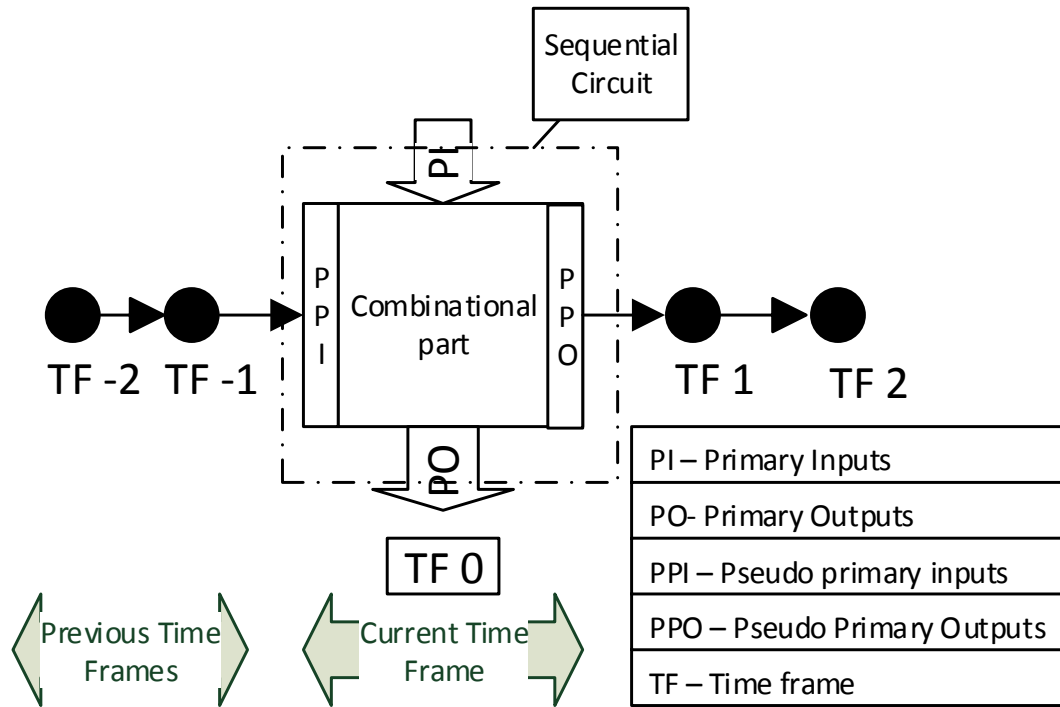 Sequential
Circuit
PI
PPI
Combinational
part
PPO
TF -2
TF -1
TF 1
TF 2
PO
TF 0
Previous Time
Frames
Current Time
Frame
PI – Primary Inputs
PO- Primary Outputs
PPI – Pseudo primary inputs
PPO – Pseudo Primary Outputs
TF – Time frame